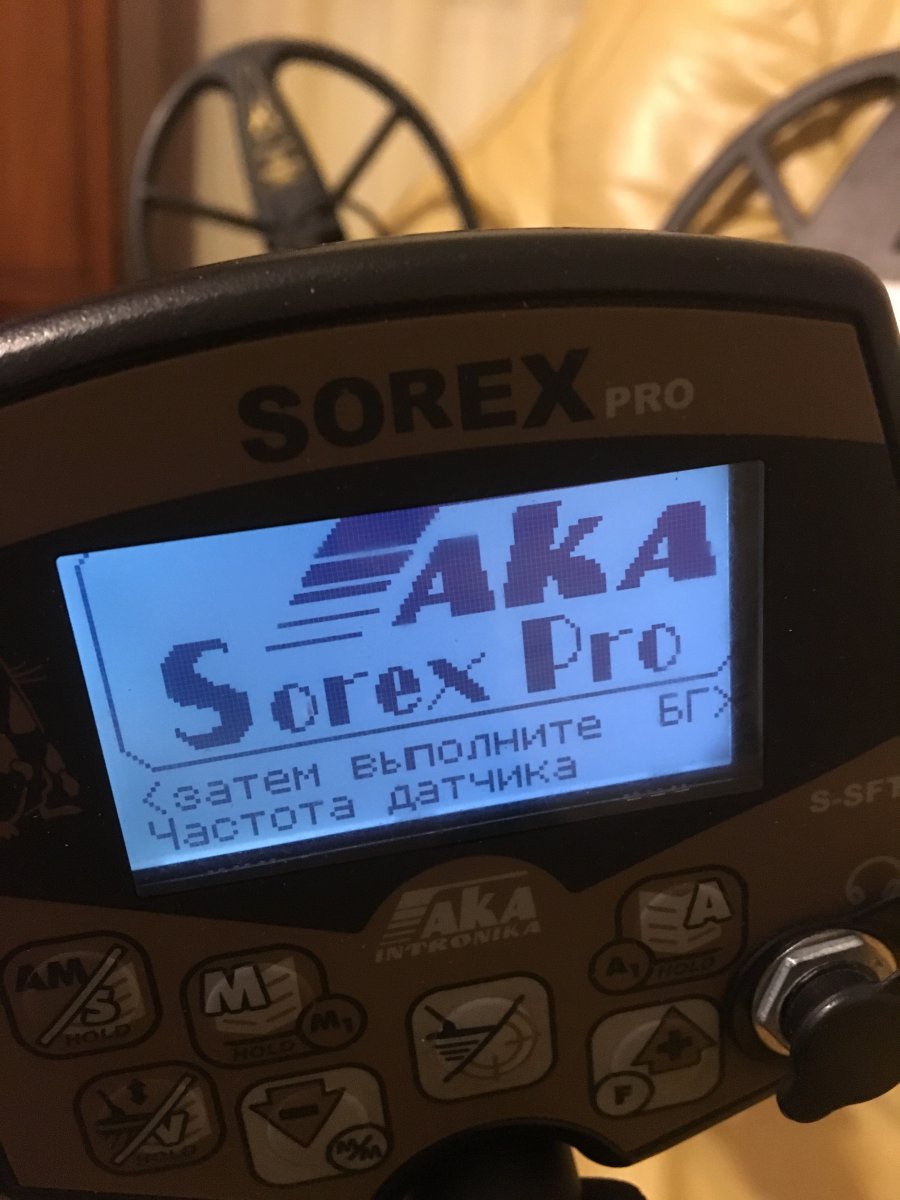 SOREX PRO
AKA
Sorex Pro
<затем выполните БГ>
Частота датчика
S-SFT
AKA
INTRONIKA
AM/S
HOLD
M
M1
HOLD
A
A1
HOLD
F
V
HOLD
M/M